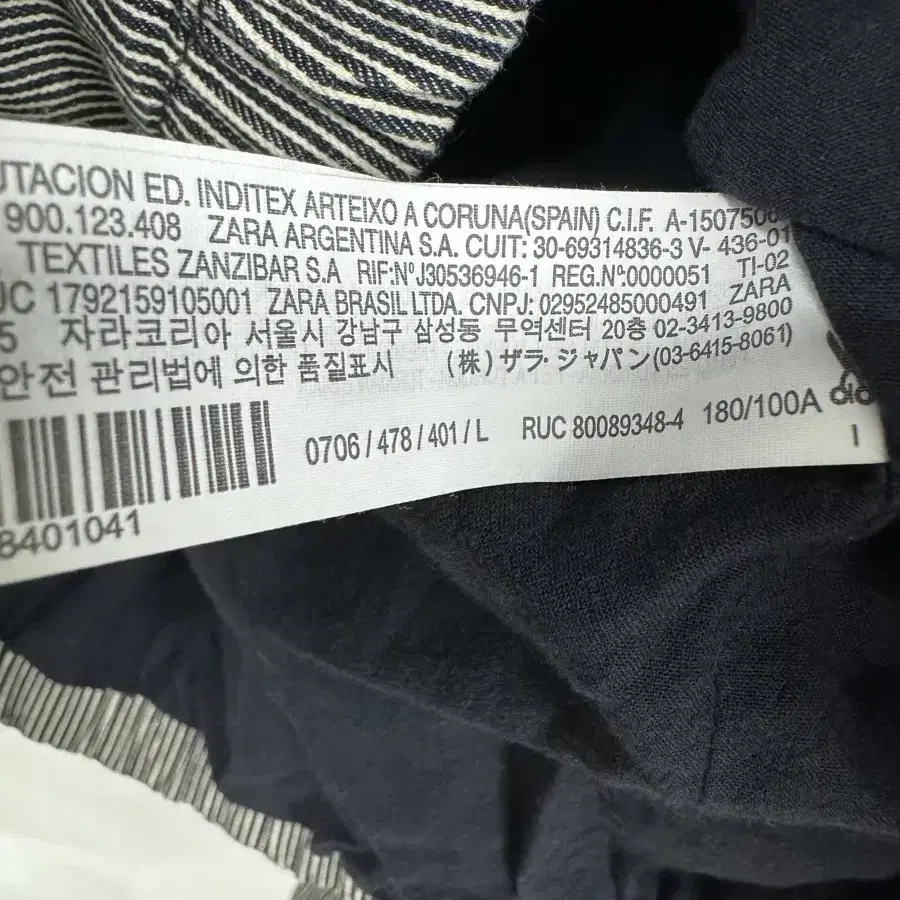 UTACION ED. INDITEX ARTEIXO A CORUNA(SPAIN) C.I.F. A-150750
900.123.408 ZARA ARGENTINA S.A. CUIT: 30-69314836-3 V- 436-01
TEXTILES ZANZIBAR S.A RIF:NºJ30536946-1 REG.Nº:0000051 TI-02
UC 1792159105001 ZARA BRASIL LTDA. CNPJ: 02952485000491 ZARA
5 자라코리아 서울시 강남구 삼성동 무역센터 20층 02-3413-9800
안전 관리법에 의한 품질표시 (株) ザラ・ジャパン(03-6415-8061)
0706 / 478 / 401 / L RUC 80089348-4 180/100A
8401041